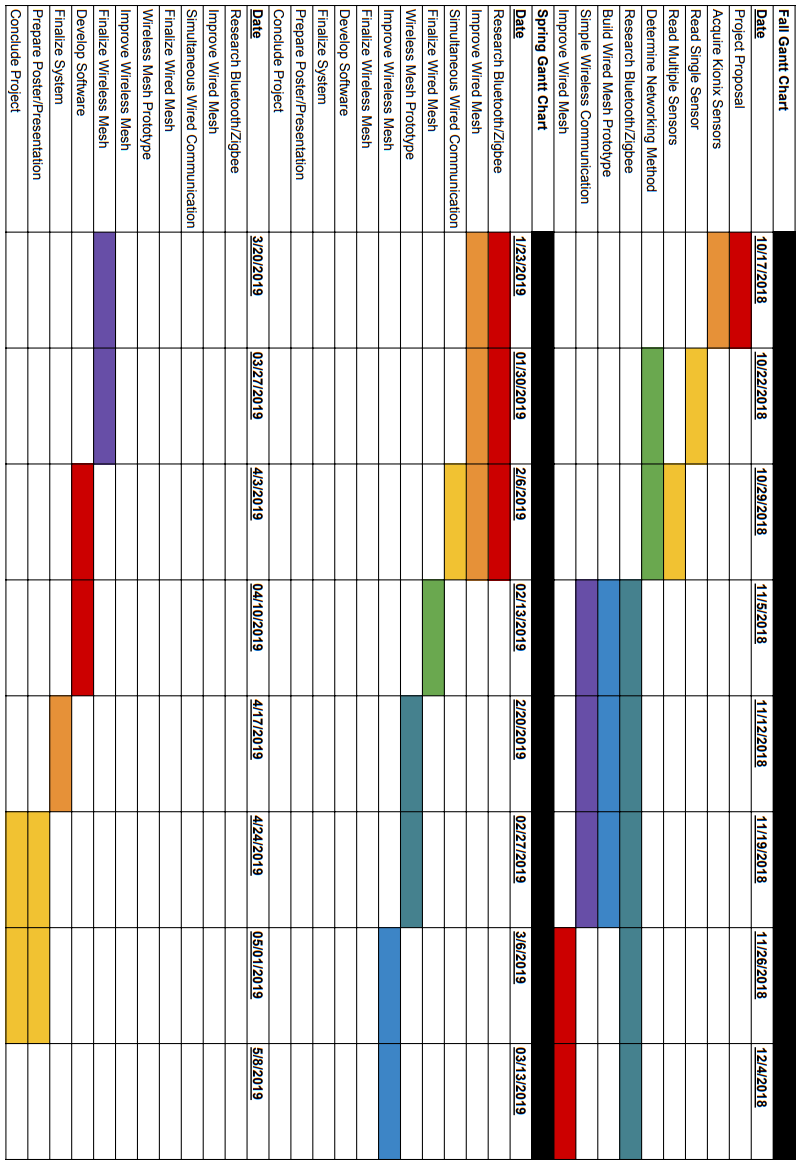 Fall Gantt Chart
Date 10/17/2018 10/22/2018 10/29/2018 11/5/2018 11/12/2018 11/19/2018 11/26/2018 12/4/2018
Project Proposal
Acquire Kionix Sensors
Read Single Sensor
Read Multiple Sensors
Determine Networking Method
Research Bluetooth/Zigbee
Build Wired Mesh Prototype
Simple Wireless Communication
Improve Wired Mesh
Spring Gantt Chart
Date 1/23/2019 01/30/2019 2/6/2019 02/13/2019 2/20/2019 02/27/2019 3/6/2019 03/13/2019
Research Bluetooth/Zigbee
Improve Wired Mesh
Simultaneous Wired Communication
Finalize Wired Mesh
Wireless Mesh Prototype
Improve Wireless Mesh
Finalize Wireless Mesh
Develop Software
Finalize System
Prepare Poster/Presentation
Conclude Project
Date 3/20/2019 03/27/2019 4/3/2019 04/10/2019 4/17/2019 4/24/2019 05/01/2019 5/8/2019
Research Bluetooth/Zigbee
Improve Wired Mesh
Simultaneous Wired Communication
Finalize Wired Mesh
Wireless Mesh Prototype
Improve Wireless Mesh
Finalize Wireless Mesh
Develop Software
Finalize System
Prepare Poster/Presentation
Conclude Project